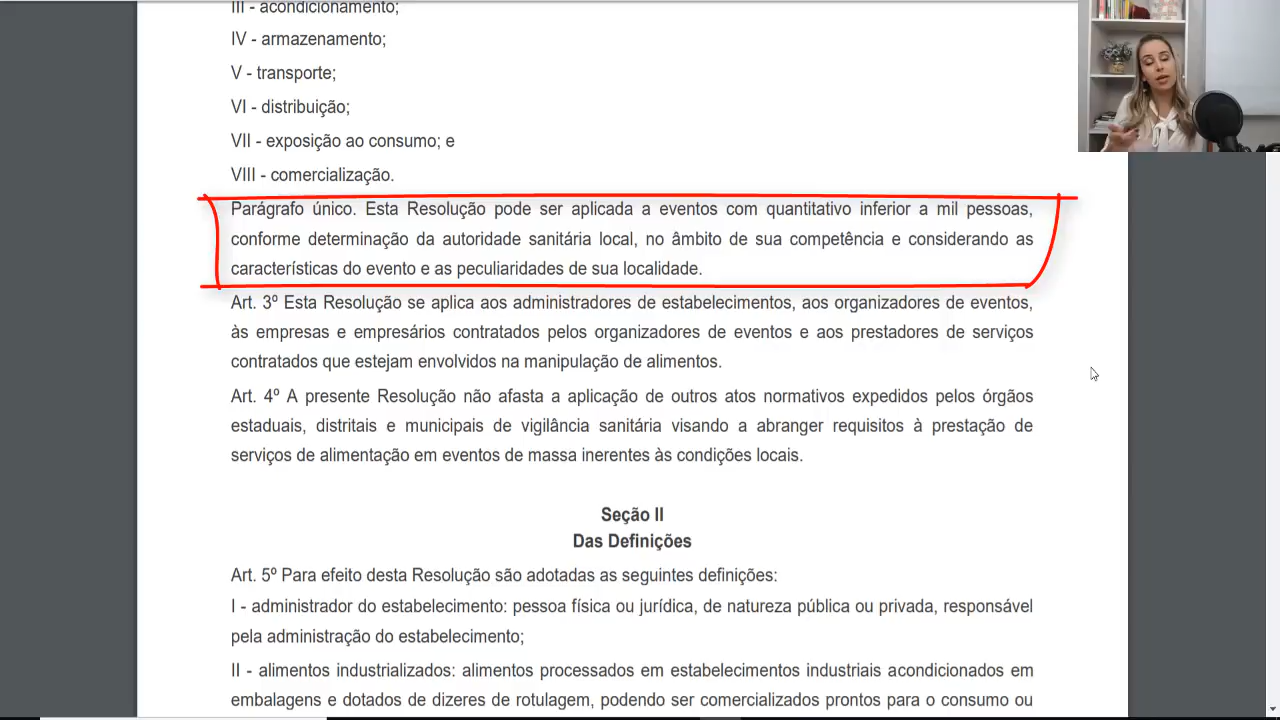 III - acondicionamento;
IV - armazenamento;
V - transporte;
VI - distribuição;
VII - exposição ao consumo; e
VIII - comercialização.
Parágrafo único. Esta Resolução pode ser aplicada a eventos com quantitativo inferior a mil pessoas,
conforme determinação da autoridade sanitária local, no âmbito de sua competência e considerando as
características do evento e as peculiaridades de sua localidade.
Art. 3º Esta Resolução se aplica aos administradores de estabelecimentos, aos organizadores de eventos,
às empresas e empresários contratados pelos organizadores de eventos e aos prestadores de serviços
contratados que estejam envolvidos na manipulação de alimentos.
Art. 4º A presente Resolução não afasta a aplicação de outros atos normativos expedidos pelos órgãos
estaduais, distritais e municipais de vigilância sanitária visando a abranger requisitos à prestação de
serviços de alimentação em eventos de massa inerentes às condições locais.
Seção II
Das Definições
Art. 5º Para efeito desta Resolução são adotadas as seguintes definições:
I - administrador do estabelecimento: pessoa física ou jurídica, de natureza pública ou privada, responsável
pela administração do estabelecimento;
II - alimentos industrializados: alimentos processados em estabelecimentos industriais acondicionados em
embalagens e dotados de dizeres de rotulagem, podendo ser comercializados prontos para o consumo ou